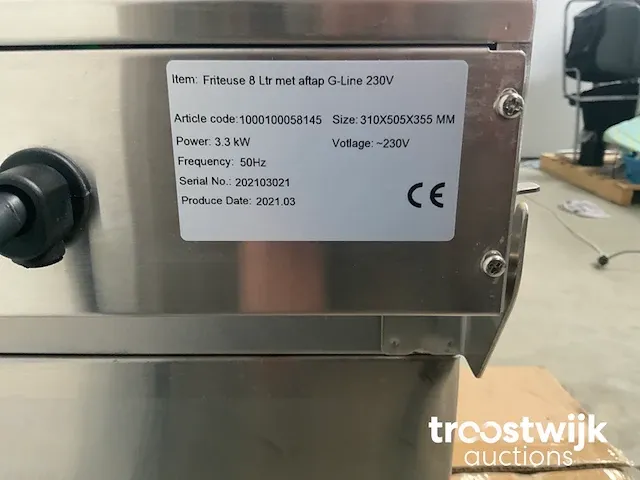 Item: Friteuse 8 Ltr met aftap G-Line 230V
Article code:1000100058145 Size:310X505X355 MM
Power: 3.3 kW Votlage: ~230V
Frequency: 50Hz
Serial No.: 202103021
Produce Date: 2021.03
CE
troostwijk
auctions